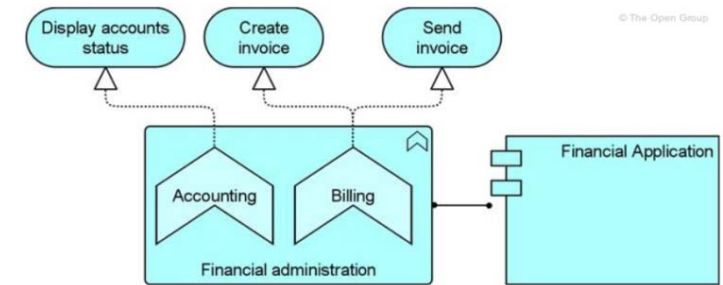 © The Open Group
Display accounts
status
Create
invoice
Send
invoice
Financial Application
Accounting
Billing
Financial administration